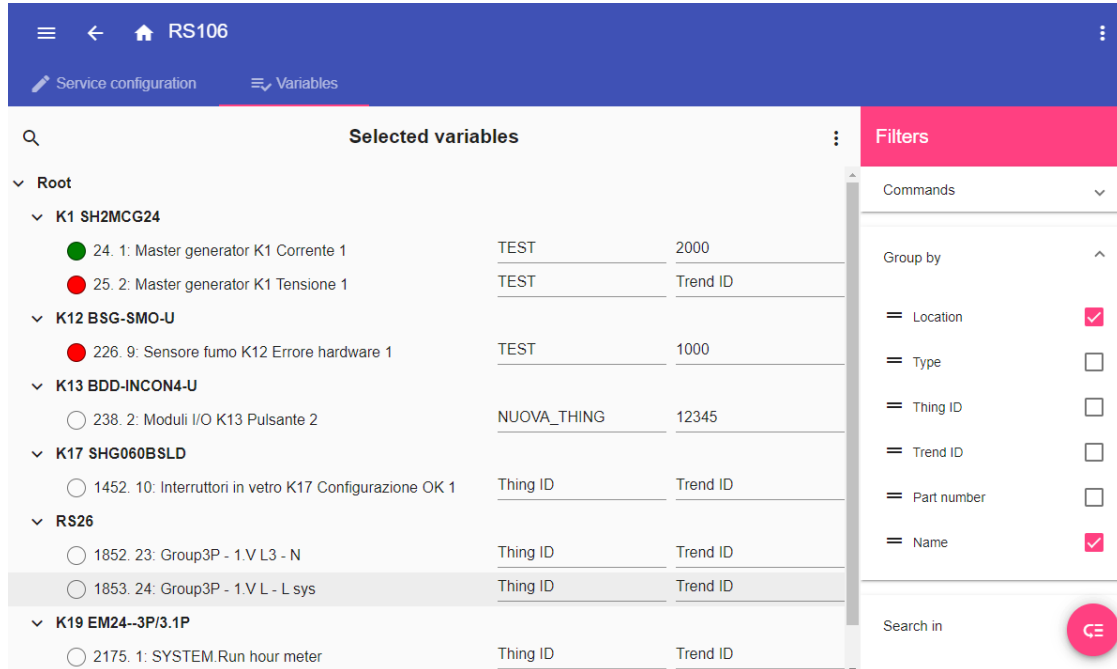 RS106
Service configuration Variables
Selected variables
Root
K1 SH2MCG24
24. 1: Master generator K1 Corrente 1 TEST 2000
25. 2: Master generator K1 Tensione 1 TEST Trend ID
K12 BSG-SMO-U
226. 9: Sensore fumo K12 Errore hardware 1 TEST 1000
K13 BDD-INCON4-U
238. 2: Moduli I/O K13 Pulsante 2 NUOVA_THING 12345
K17 SHG060BSLD
1452. 10: Interruttori in vetro K17 Configurazione OK 1 Thing ID Trend ID
RS26
1852. 23: Group3P - 1.V L3 - N Thing ID Trend ID
1853. 24: Group3P - 1.V L - L sys Thing ID Trend ID
K19 EM24--3P/3.1P
2175. 1: SYSTEM.Run hour meter Thing ID Trend ID
Filters
Commands
Group by
Location
Type
Thing ID
Trend ID
Part number
Name
Search in